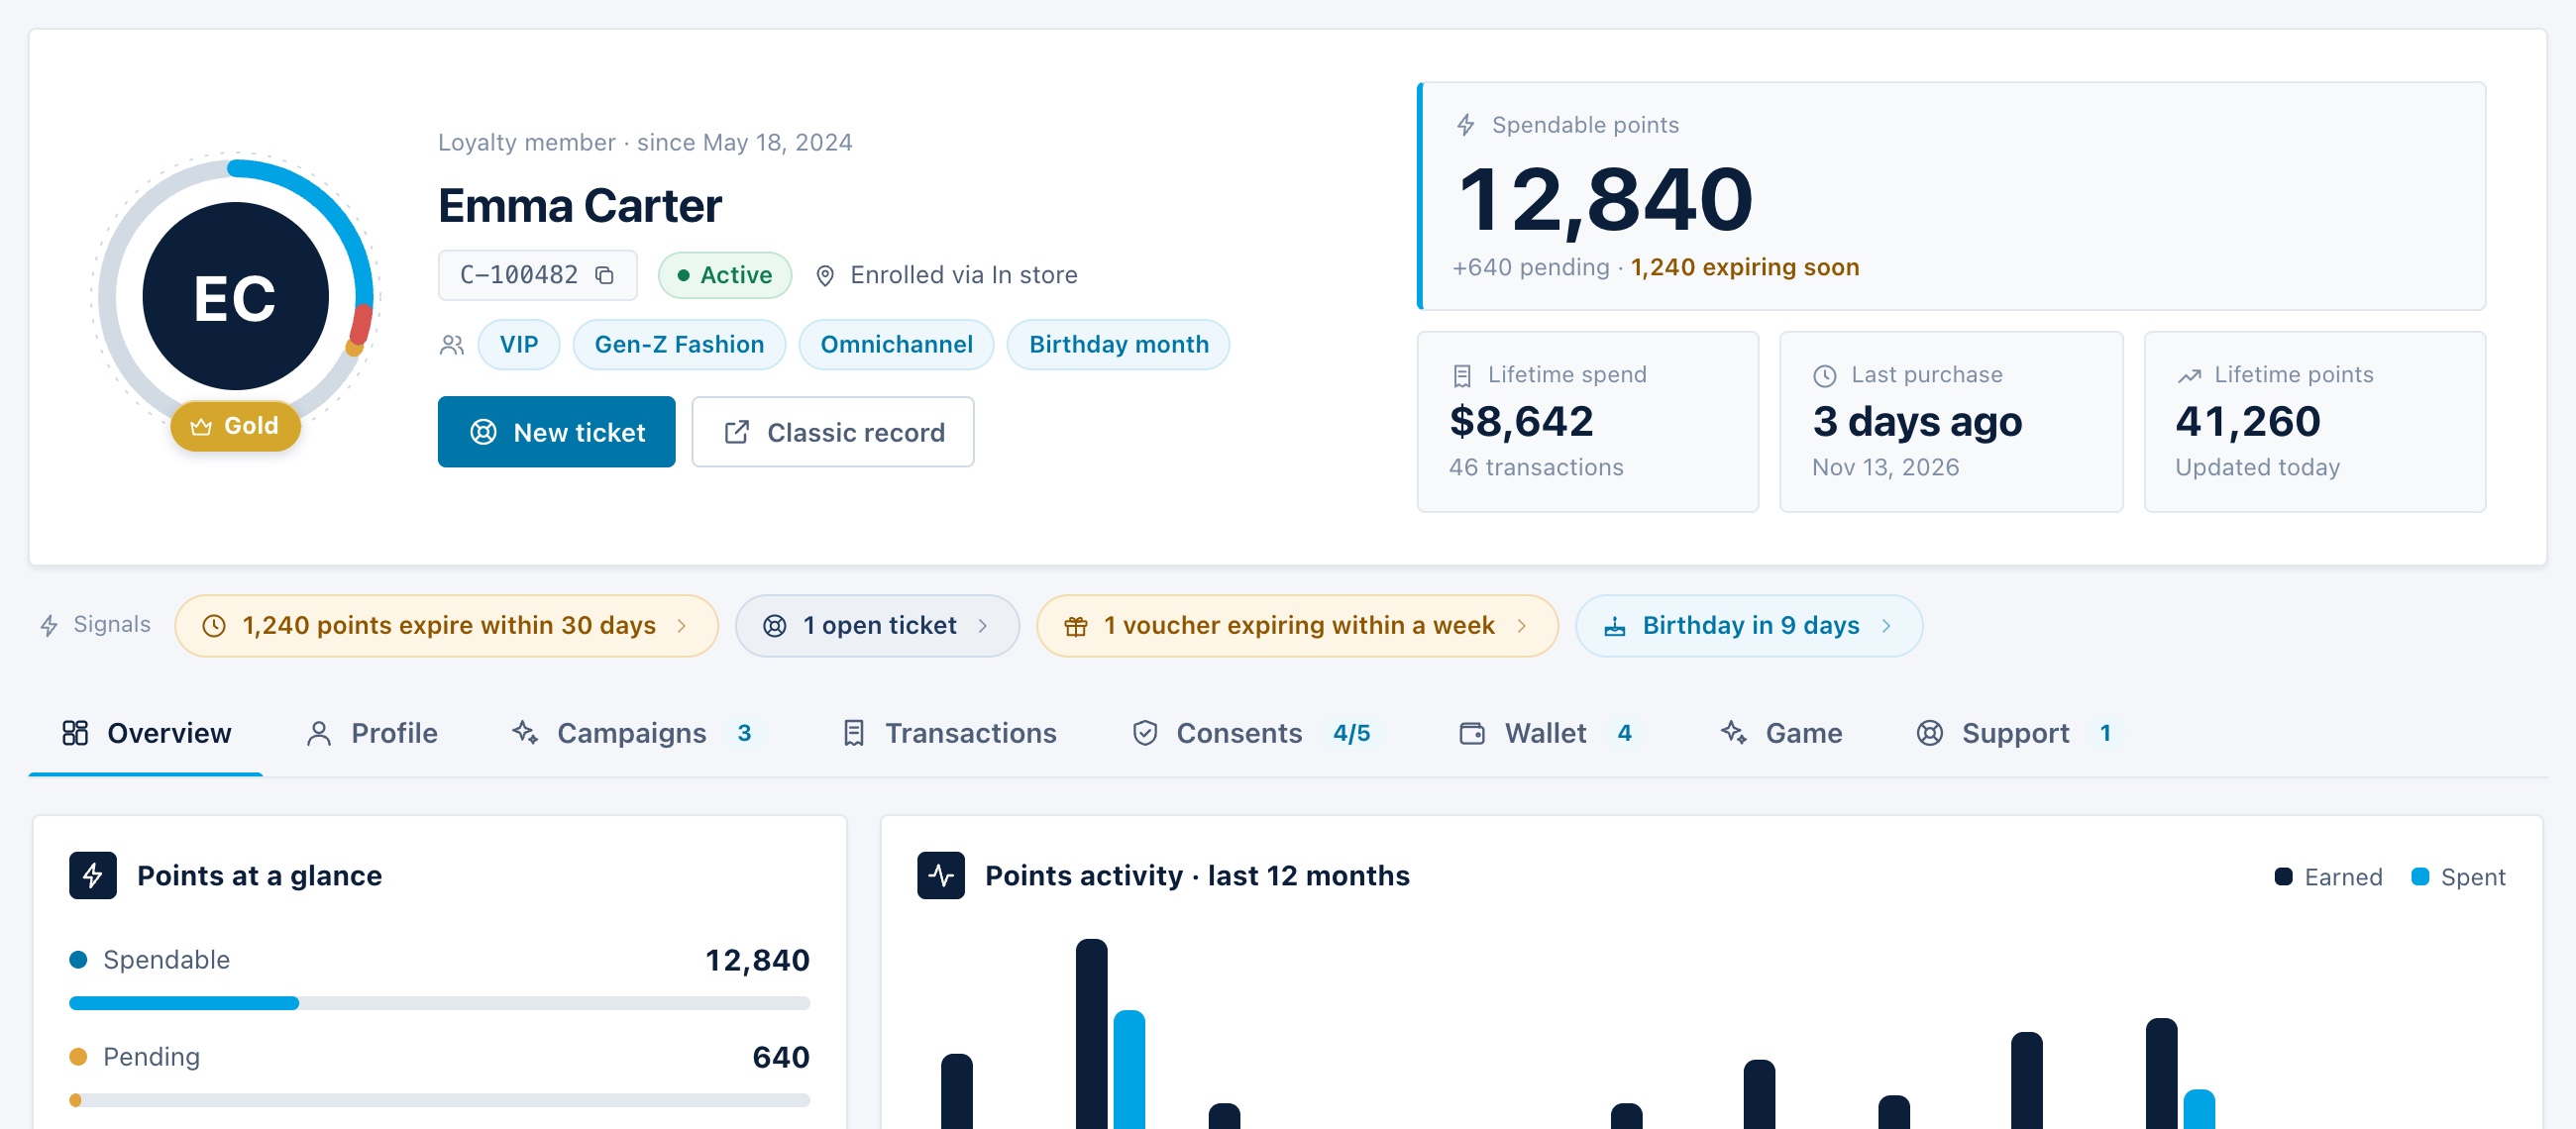 EC
Gold
Loyalty member · since May 18, 2024
Emma Carter
C-100482
Active
Enrolled via In store
VIP
Gen-Z Fashion
Omnichannel
Birthday month
New ticket
Classic record
Spendable points
12,840
+640 pending · 1,240 expiring soon
Lifetime spend
$8,642
46 transactions
Last purchase
3 days ago
Nov 13, 2026
Lifetime points
41,260
Updated today
Signals
1,240 points expire within 30 days
1 open ticket
1 voucher expiring within a week
Birthday in 9 days
Overview
Profile
Campaigns 3
Transactions
Consents 4/5
Wallet 4
Game
Support 1
Points at a glance
Spendable 12,840
Pending 640
Points activity · last 12 months
Earned
Spent